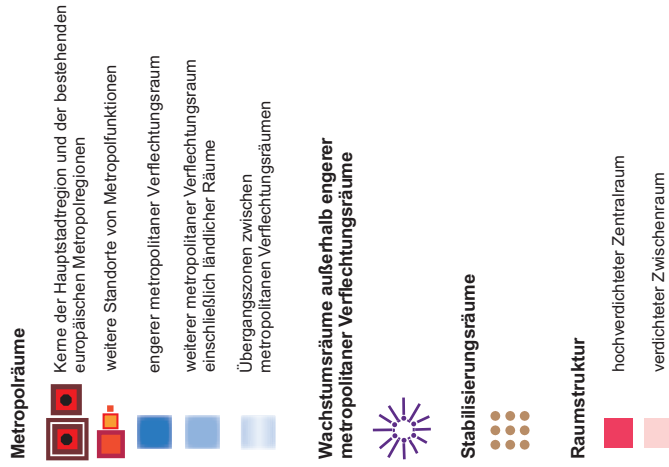 Metropolräume
Kerne der Hauptstadtregion und der bestehenden
europäischen Metropolregionen
weitere Standorte von Metropolfunktionen
engerer metropolitaner Verflechtungsraum
weiterer metropolitaner Verflechtungsraum
einschließlich ländlicher Räume
Übergangszonen zwischen
metropolitanen Verflechtungsräumen
Wachstumsräume außerhalb engerer
metropolitaner Verflechtungsräume
Stabilisierungsräume
Raumstruktur
hochverdichteter Zentralraum
verdichteter Zwischenraum